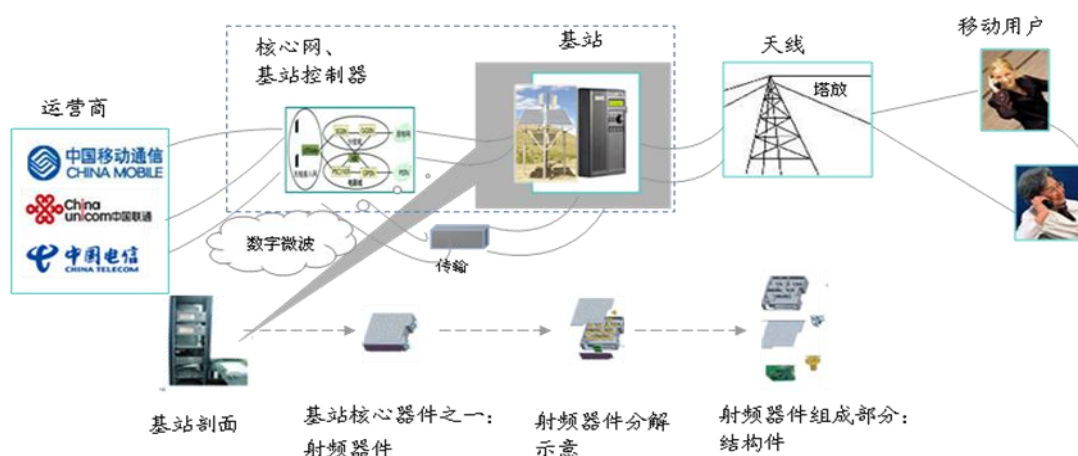 核心网、
基站控制器
基站
天线
移动用户
运营商
塔放
中国移动通信
CHINA MOBILE
China
unicom中国联通
中国电信
CHINA TELECOM
数字微波
传输
基站剖面
基站核心器件之一：
射频器件
射频器件分解
示意
射频器件组成部分：
结构件